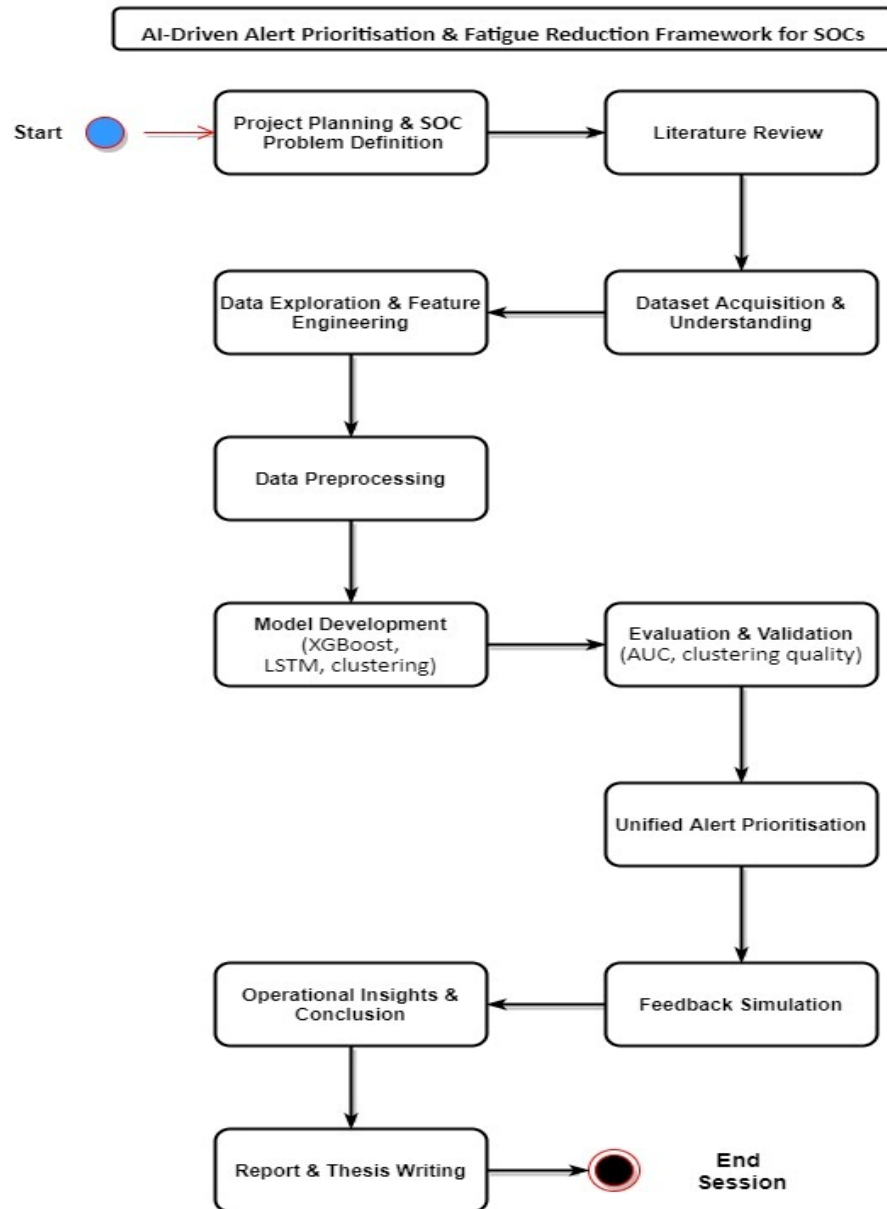 AI-Driven Alert Prioritisation & Fatigue Reduction Framework for SOCs
Start
Project Planning & SOC
Problem Definition
Literature Review
Dataset Acquisition &
Understanding
Data Exploration & Feature
Engineering
Data Preprocessing
Model Development
(XGBoost,
LSTM, clustering)
Evaluation & Validation
(AUC, clustering quality)
Unified Alert Prioritisation
Feedback Simulation
Operational Insights &
Conclusion
Report & Thesis Writing
End
Session